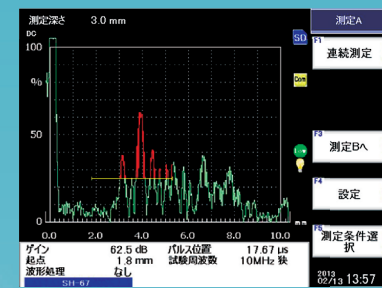 測定深さ 3.0 mm
測定A
DC
100
%
50
0
0.0 2.0 4.0 6.0 8.0 10.0
SD
Com
Low
F1
連続測定
F3
測定Bへ
F4
設定
F5
測定条件選択
ゲイン 62.5 dB パルス位置 17.67 µs
起点 1.8 mm 試験周波数 10MHz 狭
波形処理 なし
SH-67
2013
02/13 13:57